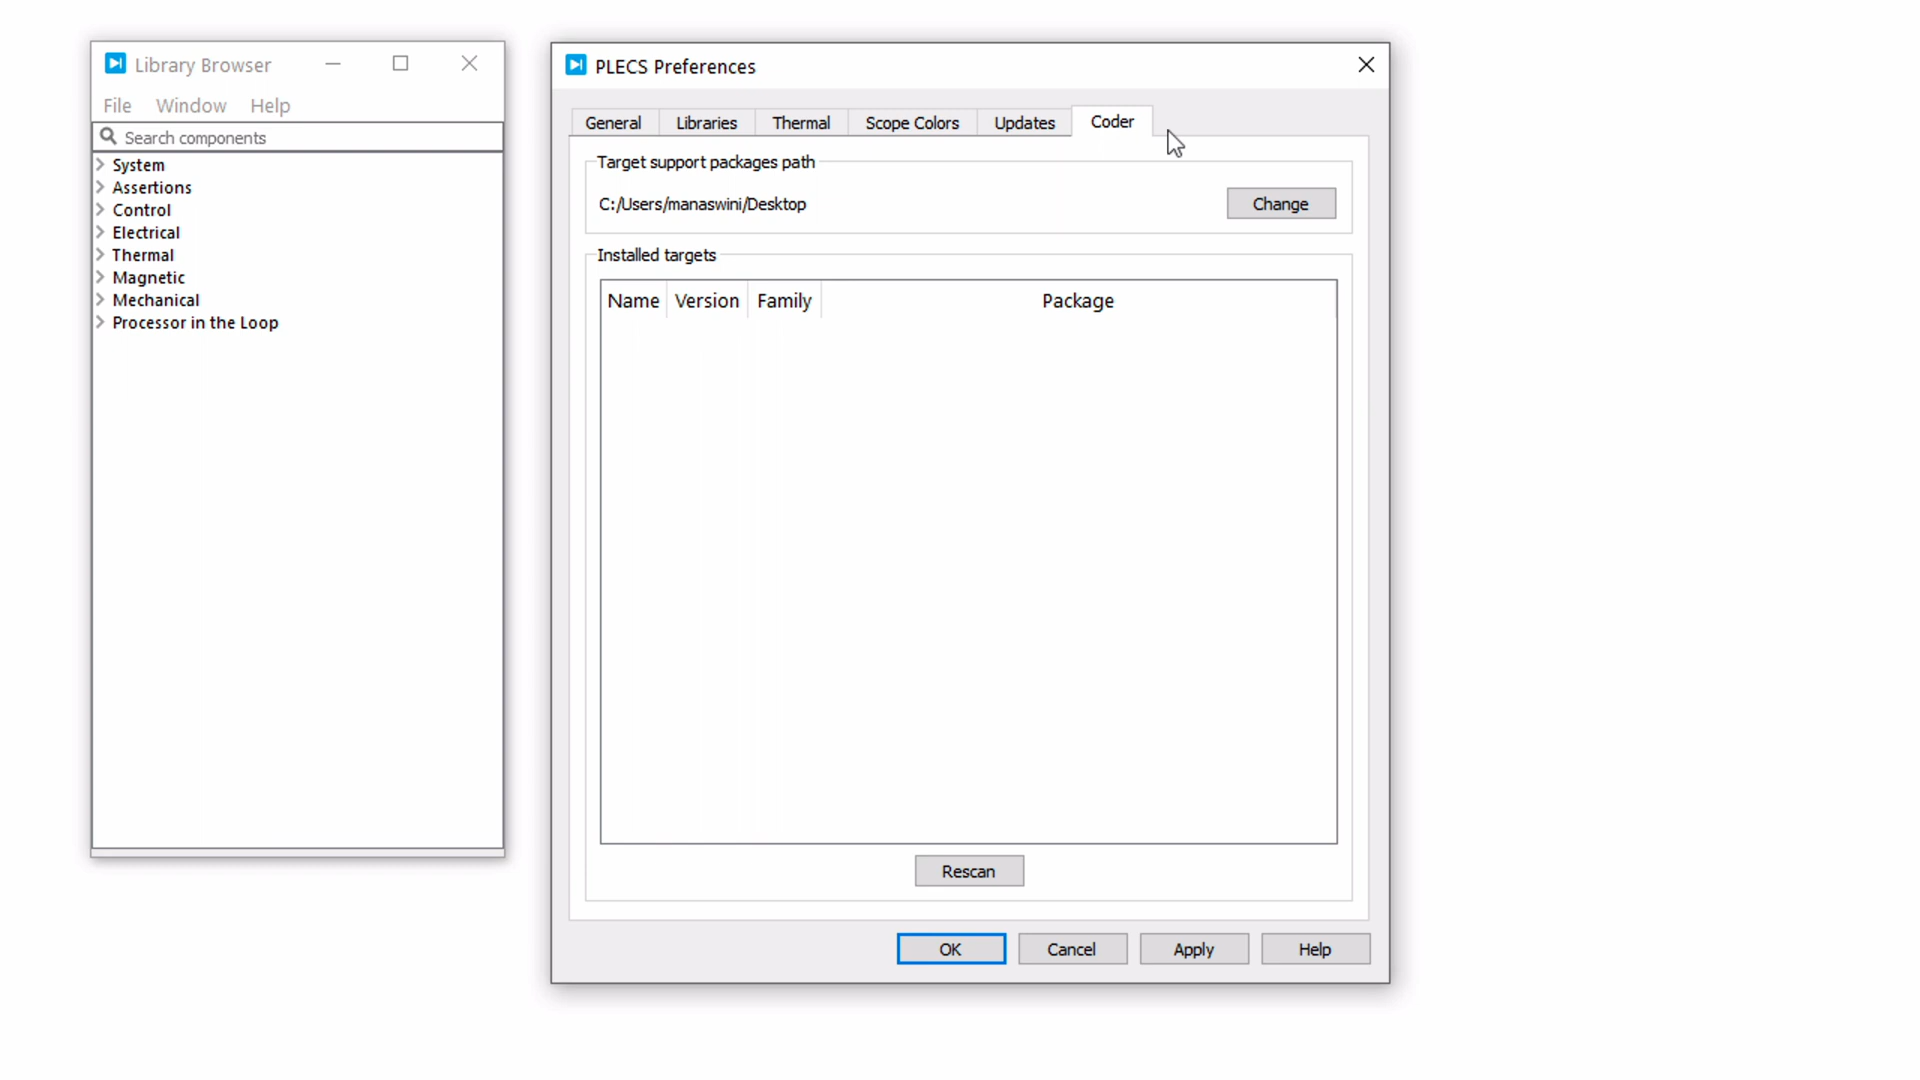 Library Browser
File Window Help
Search components
System
Assertions
Control
Electrical
Thermal
Magnetic
Mechanical
Processor in the Loop
PLECS Preferences
General Libraries Thermal Scope Colors Updates Coder
Target support packages path
C:/Users/manaswini/Desktop Change
Installed targets
Name Version Family Package
Rescan
OK Cancel Apply Help